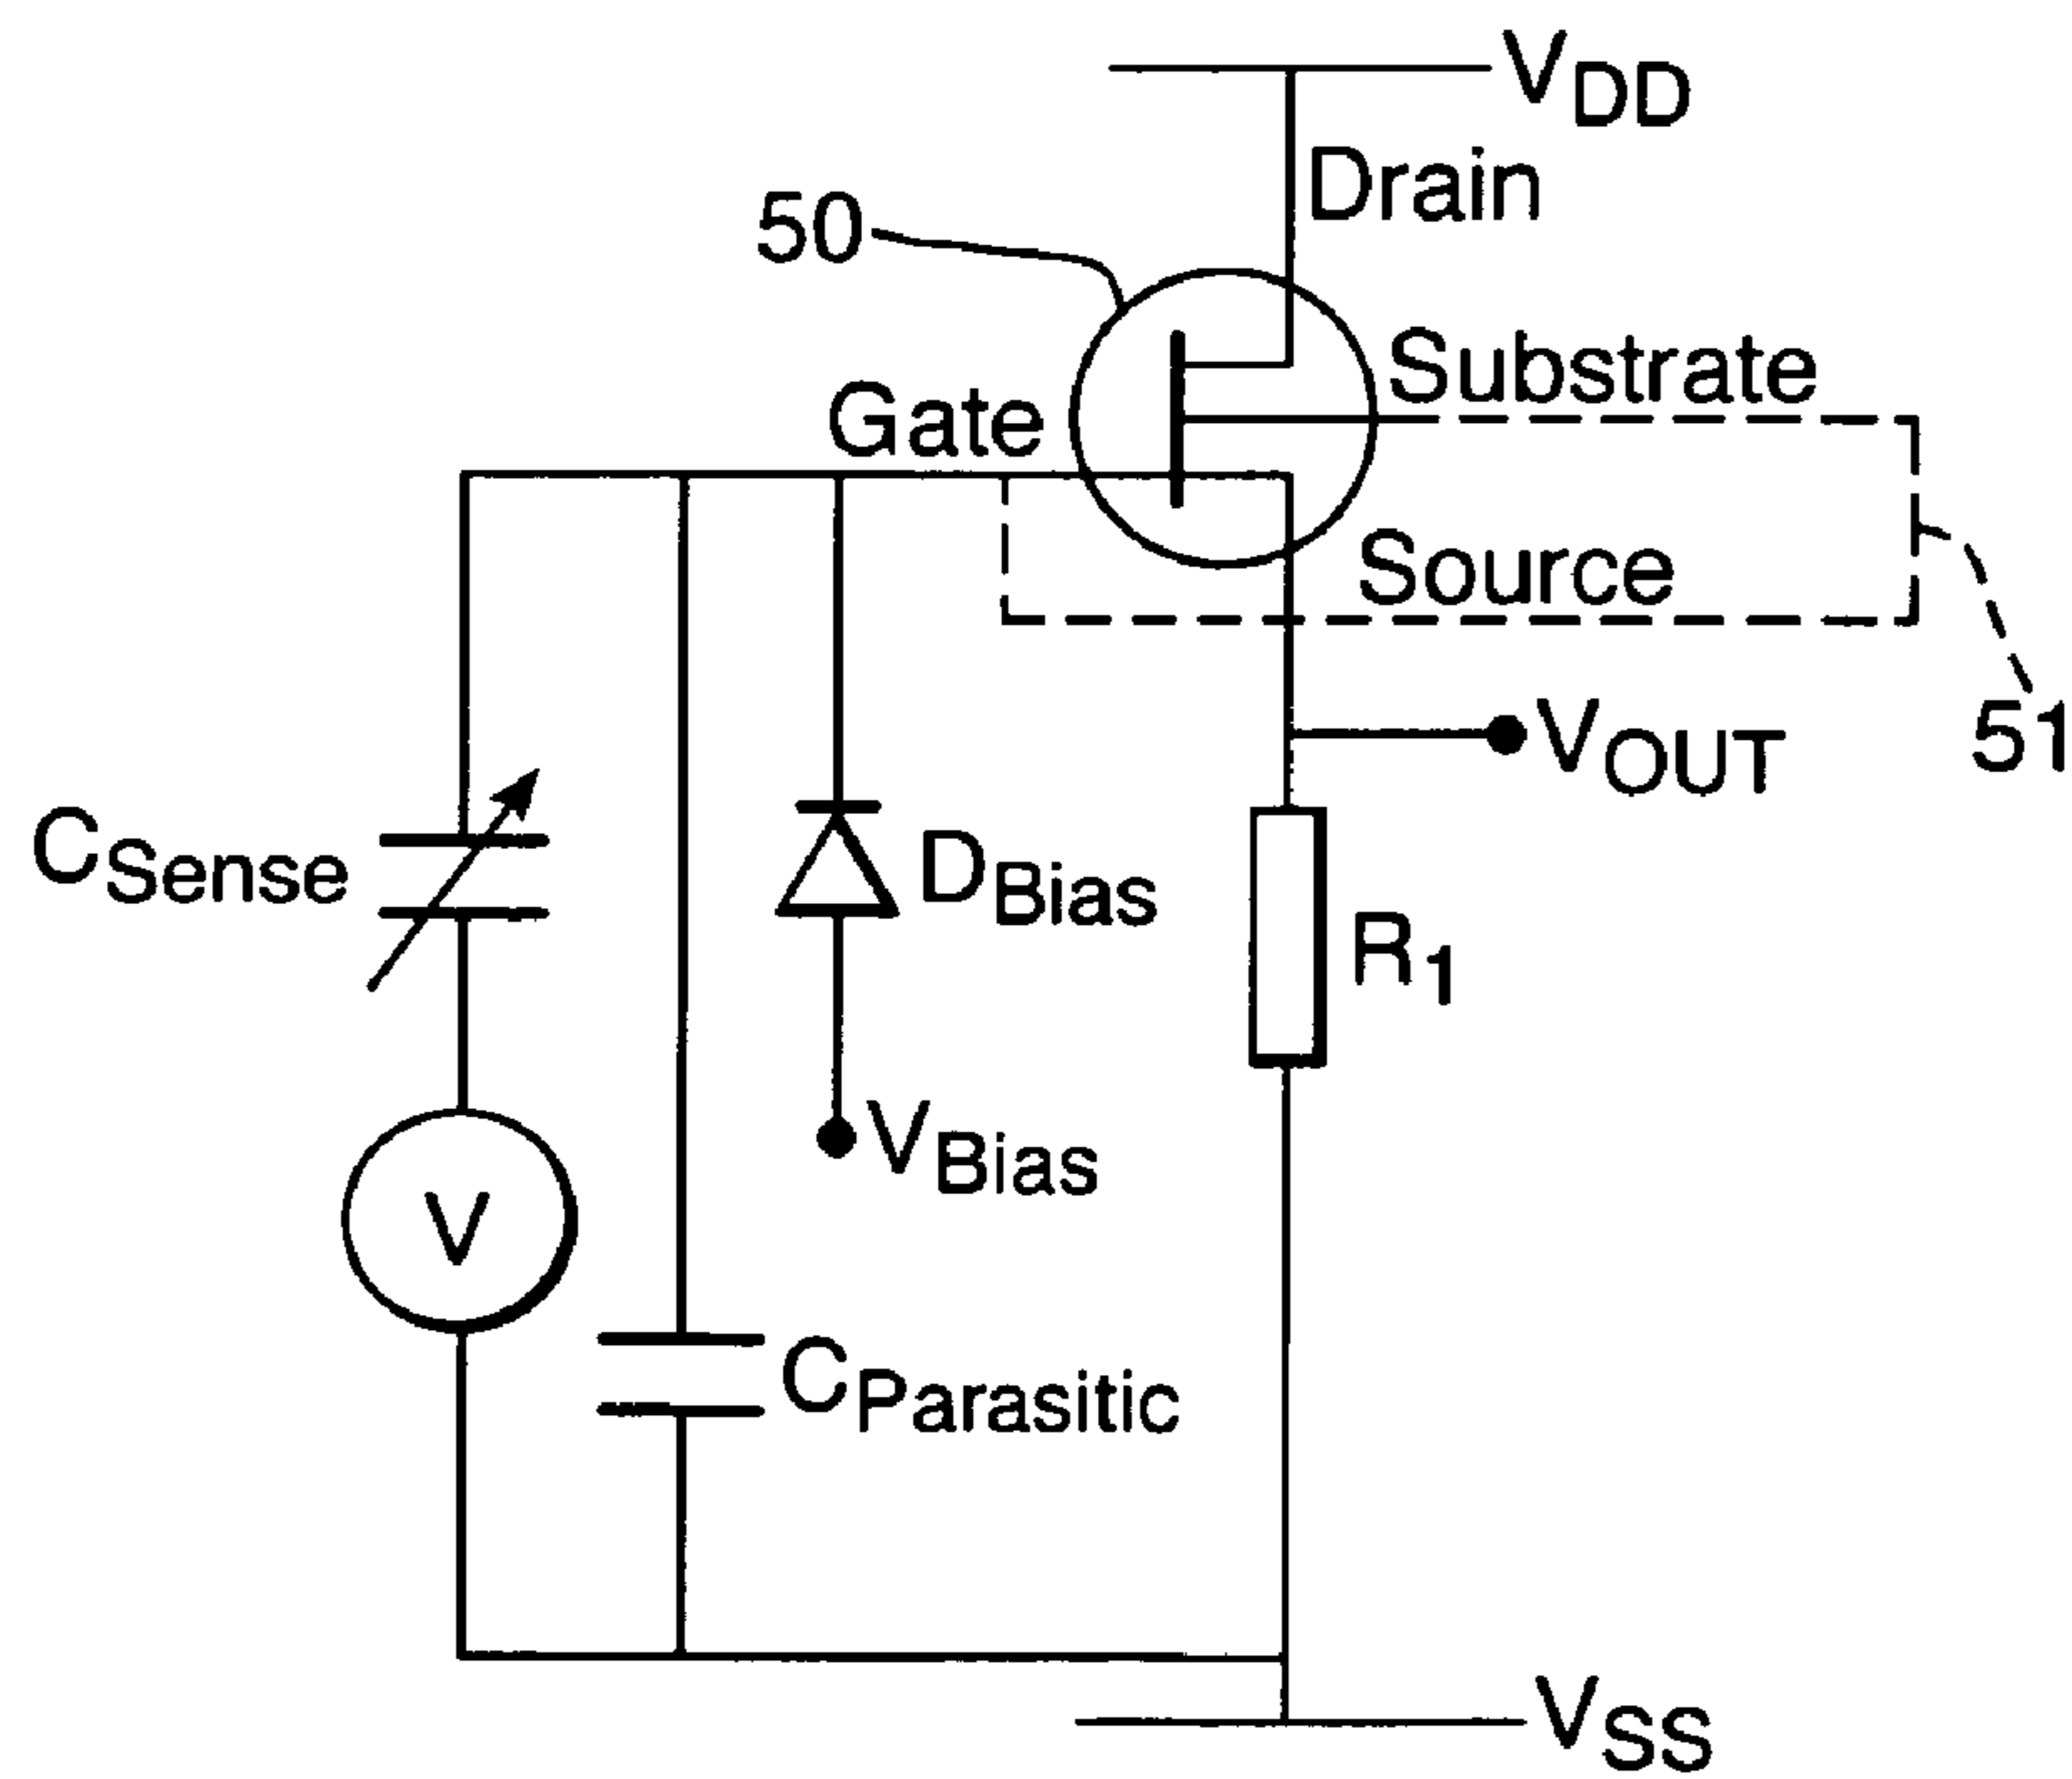 VDD
Drain
50
Substrate
Gate
Source
VOUT
51
CSense
DBias
R1
VBias
V
CParasitic
VSS